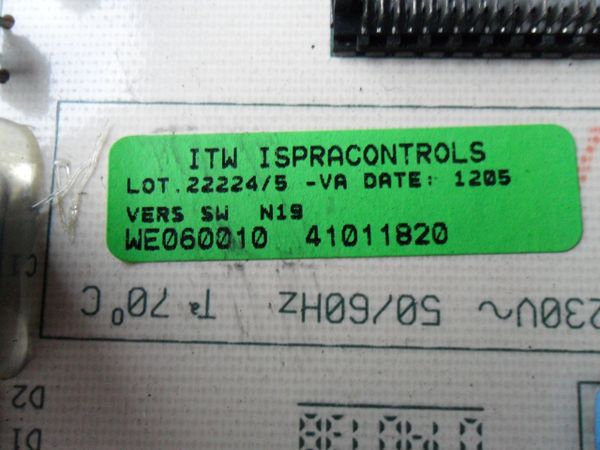 ITW ISPRACONTROLS
LOT.22224/5 -VA DATE: 1205
VERS SW N19
WE060010 41011820
230V~ 50/60Hz Ta 70°C
C1
D2
D1